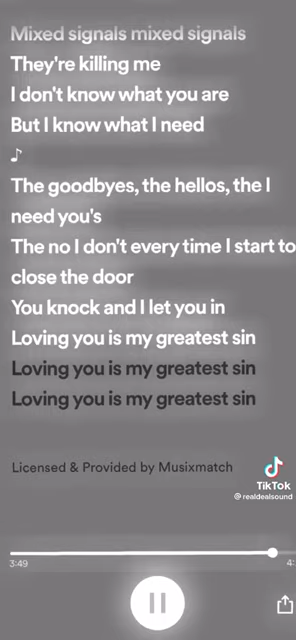 Mixed signals mixed signals
They're killing me
I don't know what you are
But I know what I need
♪
The goodbyes, the hellos, the I
need you's
The no I don't every time I start to
close the door
You knock and I let you in
Loving you is my greatest sin
Loving you is my greatest sin
Loving you is my greatest sin
Licensed & Provided by Musixmatch
TikTok
@realdealsound
3:49
4: